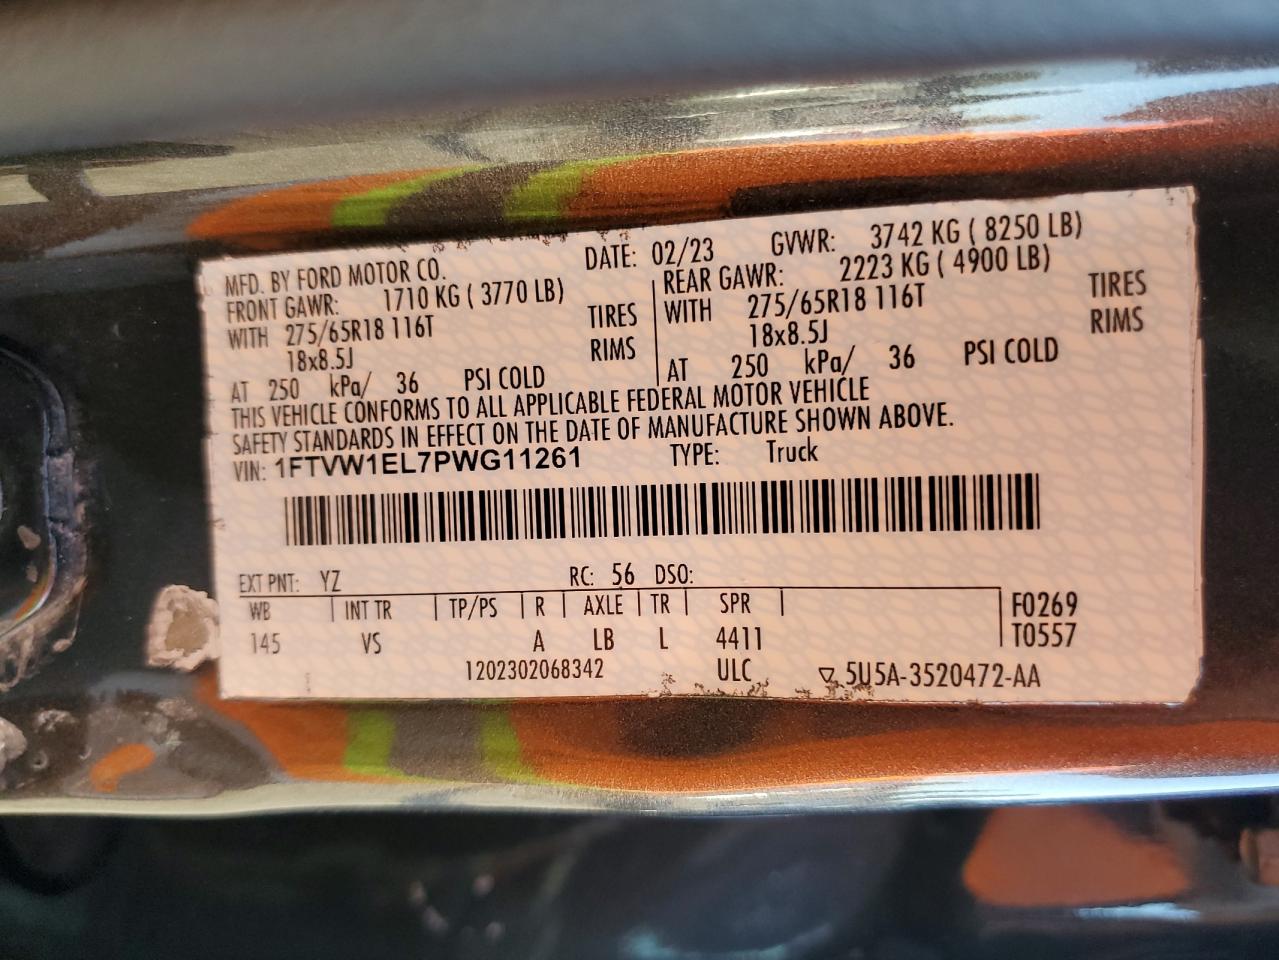 MFD. BY FORD MOTOR CO.
DATE: 02/23 GVWR: 3742 KG ( 8250 LB)
FRONT GAWR: 1710 KG ( 3770 LB)
WITH 275/65R18 116T TIRES
18x8.5J RIMS
AT 250 kPa/ 36 PSI COLD
REAR GAWR: 2223 KG ( 4900 LB)
WITH 275/65R18 116T TIRES
18x8.5J RIMS
AT 250 kPa/ 36 PSI COLD
THIS VEHICLE CONFORMS TO ALL APPLICABLE FEDERAL MOTOR VEHICLE
SAFETY STANDARDS IN EFFECT ON THE DATE OF MANUFACTURE SHOWN ABOVE.
VIN: 1FTVW1EL7PWG11261 TYPE: Truck
EXT PNT: YZ RC: 56 DSO:
WB INT TR TP/PS R AXLE TR SPR F0269
145 VS A LB L 4411 T0557
1202302068342 ULC ▽ 5U5A-3520472-AA